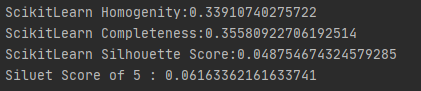 ScikitLearn Homogenity:0.33910740275722
ScikitLearn Completeness:0.35580922706192514
ScikitLearn Silhouette Score:0.048754674324579285
Siluet Score of 5 : 0.06163362161633741